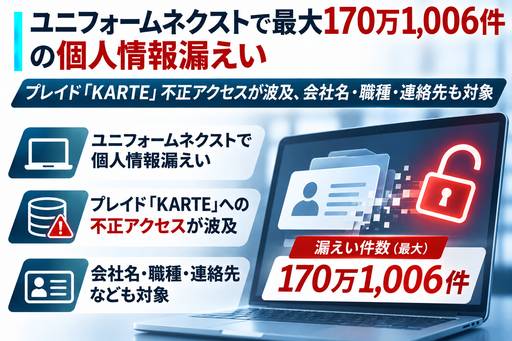 ユニフォームネクストで最大170万1,006件
の個人情報漏えい
プレイド「KARTE」不正アクセスが波及、会社名・職種・連絡先も対象
ユニフォームネクストで
個人情報漏えい
プレイド「KARTE」への
不正アクセスが波及
会社名・職種・連絡先
なども対象
漏えい件数(最大)
170万1,006件